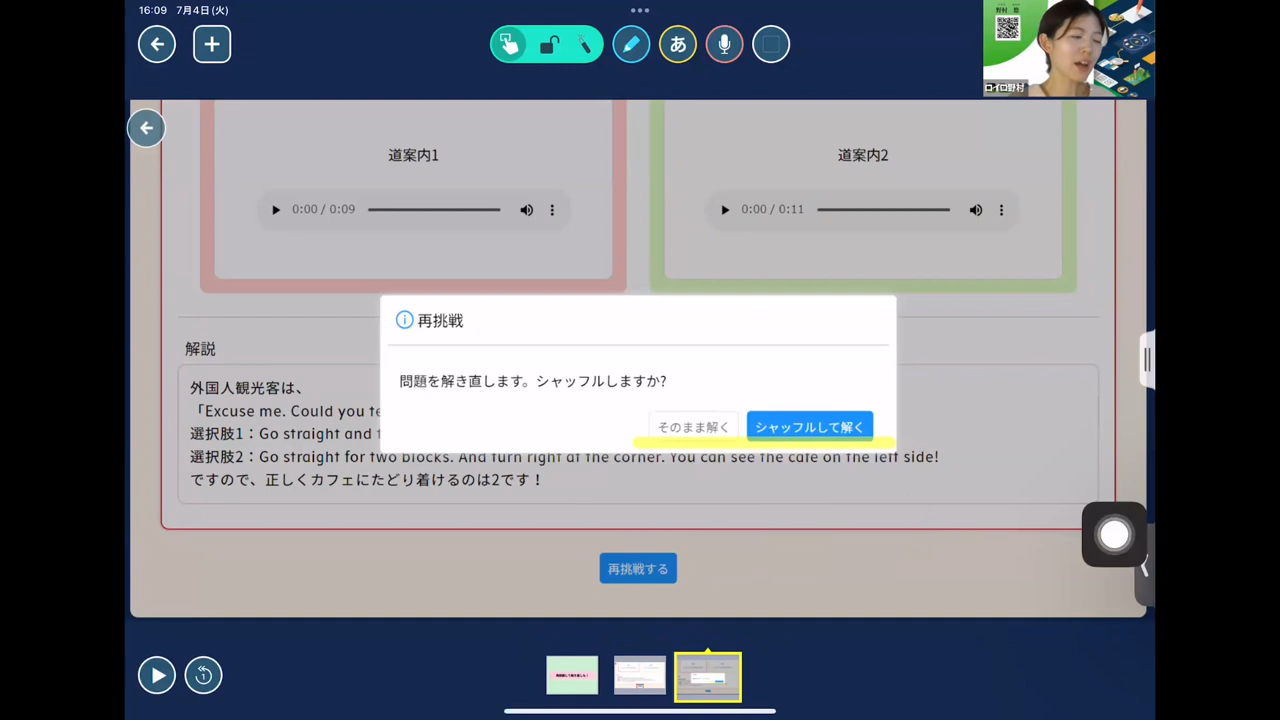 16:09 7月4日(火)
あ
野村 悠
ロイロ野村
道案内1
道案内2
0:00 / 0:09
0:00 / 0:11
再挑戦
解説
問題を解き直します。シャッフルしますか?
外国人観光客は、
「Excuse me. Could you te
そのまま解く
シャッフルして解く
選択肢1：Go straight and t
選択肢2：Go straight for two blocks. And turn right at the corner. You can see the cafe on the left side!
ですので、正しくカフェにたどり着けるのは2です！
再挑戦する
1